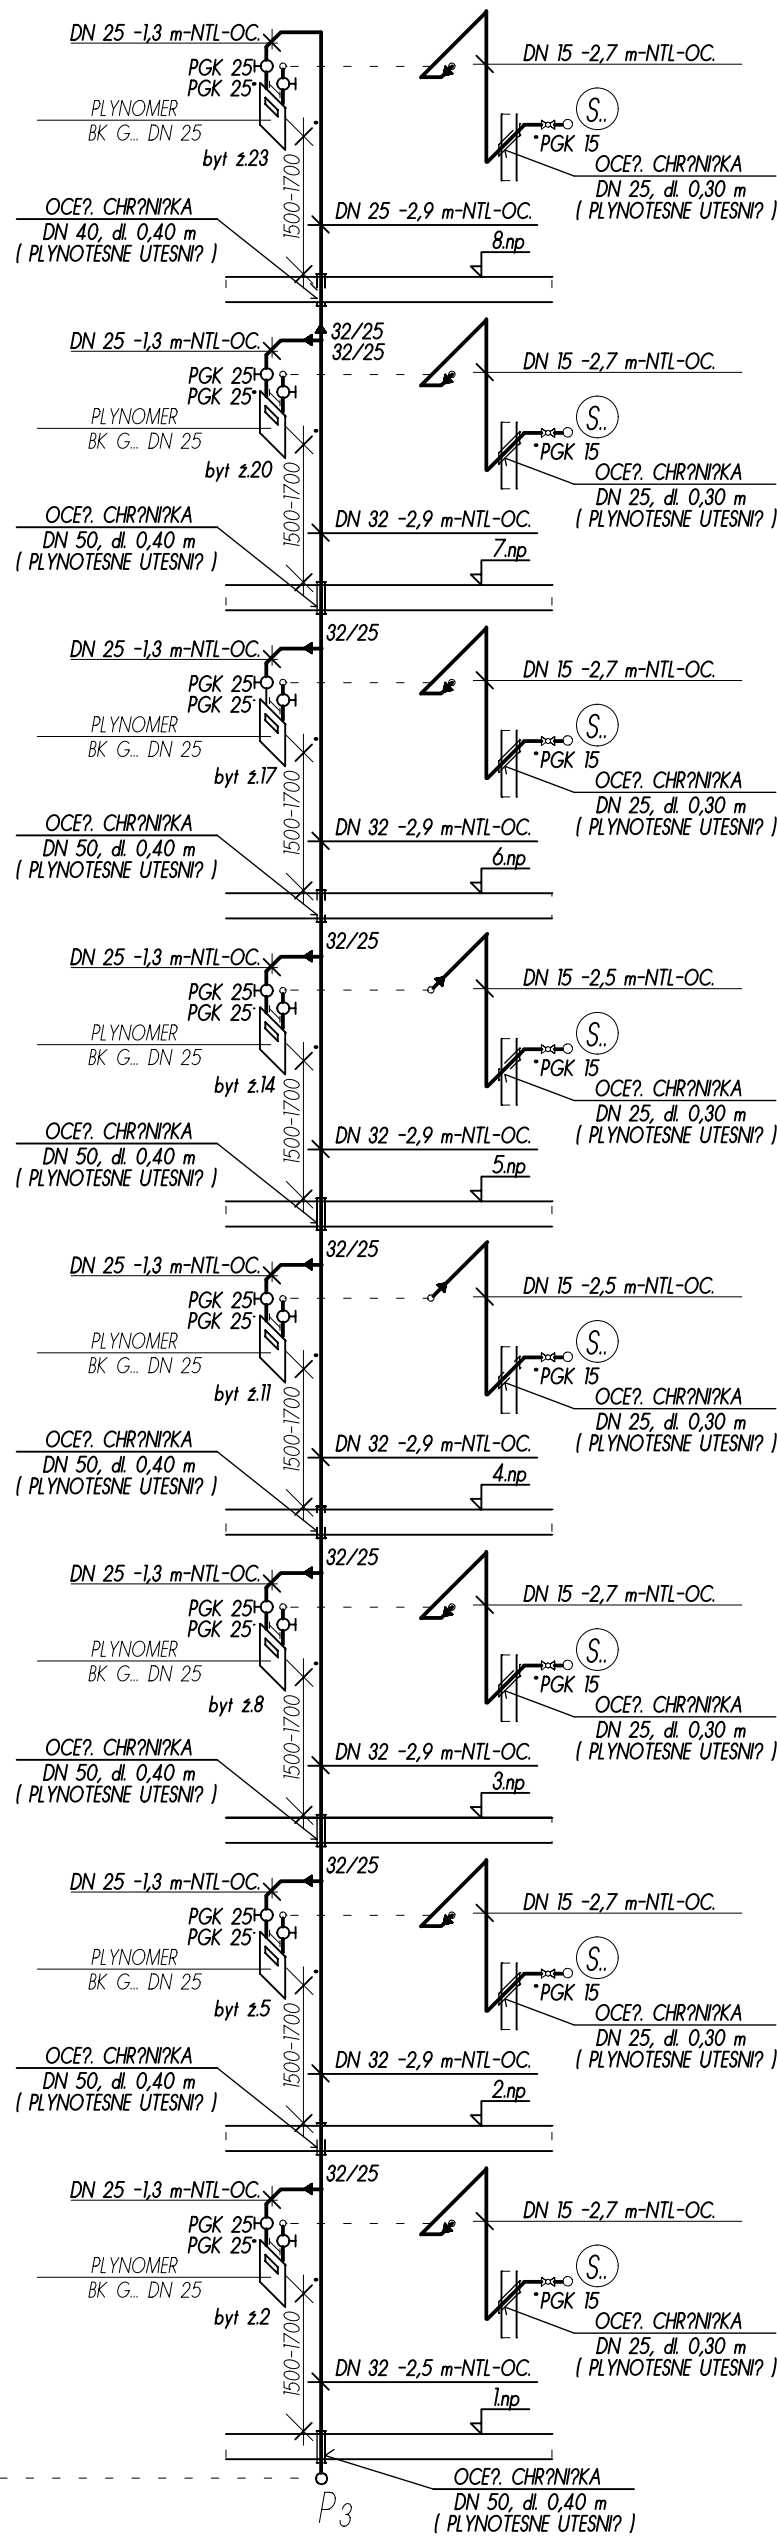 DN 25 -1,3 m-NTL-OC.
DN 15 -2,7 m-NTL-OC.
PGK 25
PGK 25
PLYNOMER
BK G... DN 25
byt ž.23
S..
PGK 15
OCE?. CHR?NI?KA
DN 25, dl. 0,30 m
( PLYNOTESNE UTESNI? )
1500-1700
OCE?. CHR?NI?KA
DN 40, dl. 0,40 m
( PLYNOTESNE UTESNI? )
DN 25 -2,9 m-NTL-OC.
8.np
32/25
32/25
DN 25 -1,3 m-NTL-OC.
DN 15 -2,7 m-NTL-OC.
PGK 25
PGK 25
PLYNOMER
BK G... DN 25
byt ž.20
S..
PGK 15
OCE?. CHR?NI?KA
DN 25, dl. 0,30 m
( PLYNOTESNE UTESNI? )
1500-1700
OCE?. CHR?NI?KA
DN 50, dl. 0,40 m
( PLYNOTESNE UTESNI? )
DN 32 -2,9 m-NTL-OC.
7.np
32/25
DN 25 -1,3 m-NTL-OC.
DN 15 -2,7 m-NTL-OC.
PGK 25
PGK 25
PLYNOMER
BK G... DN 25
byt ž.17
S..
PGK 15
OCE?. CHR?NI?KA
DN 25, dl. 0,30 m
( PLYNOTESNE UTESNI? )
1500-1700
OCE?. CHR?NI?KA
DN 50, dl. 0,40 m
( PLYNOTESNE UTESNI? )
DN 32 -2,9 m-NTL-OC.
6.np
32/25
DN 25 -1,3 m-NTL-OC.
DN 15 -2,5 m-NTL-OC.
PGK 25
PGK 25
PLYNOMER
BK G... DN 25
byt ž.14
S..
PGK 15
OCE?. CHR?NI?KA
DN 25, dl. 0,30 m
( PLYNOTESNE UTESNI? )
1500-1700
OCE?. CHR?NI?KA
DN 50, dl. 0,40 m
( PLYNOTESNE UTESNI? )
DN 32 -2,9 m-NTL-OC.
5.np
32/25
DN 25 -1,3 m-NTL-OC.
DN 15 -2,5 m-NTL-OC.
PGK 25
PGK 25
PLYNOMER
BK G... DN 25
byt ž.11
S..
PGK 15
OCE?. CHR?NI?KA
DN 25, dl. 0,30 m
( PLYNOTESNE UTESNI? )
1500-1700
OCE?. CHR?NI?KA
DN 50, dl. 0,40 m
( PLYNOTESNE UTESNI? )
DN 32 -2,9 m-NTL-OC.
4.np
32/25
DN 25 -1,3 m-NTL-OC.
DN 15 -2,7 m-NTL-OC.
PGK 25
PGK 25
PLYNOMER
BK G... DN 25
byt ž.8
S..
PGK 15
OCE?. CHR?NI?KA
DN 25, dl. 0,30 m
( PLYNOTESNE UTESNI? )
1500-1700
OCE?. CHR?NI?KA
DN 50, dl. 0,40 m
( PLYNOTESNE UTESNI? )
DN 32 -2,9 m-NTL-OC.
3.np
32/25
DN 25 -1,3 m-NTL-OC.
DN 15 -2,7 m-NTL-OC.
PGK 25
PGK 25
PLYNOMER
BK G... DN 25
byt ž.5
S..
PGK 15
OCE?. CHR?NI?KA
DN 25, dl. 0,30 m
( PLYNOTESNE UTESNI? )
1500-1700
OCE?. CHR?NI?KA
DN 50, dl. 0,40 m
( PLYNOTESNE UTESNI? )
DN 32 -2,9 m-NTL-OC.
2.np
32/25
DN 25 -1,3 m-NTL-OC.
DN 15 -2,7 m-NTL-OC.
PGK 25
PGK 25
PLYNOMER
BK G... DN 25
byt ž.2
S..
PGK 15
OCE?. CHR?NI?KA
DN 25, dl. 0,30 m
( PLYNOTESNE UTESNI? )
1500-1700
DN 32 -2,5 m-NTL-OC.
1.np
OCE?. CHR?NI?KA
DN 50, dl. 0,40 m
( PLYNOTESNE UTESNI? )
P3